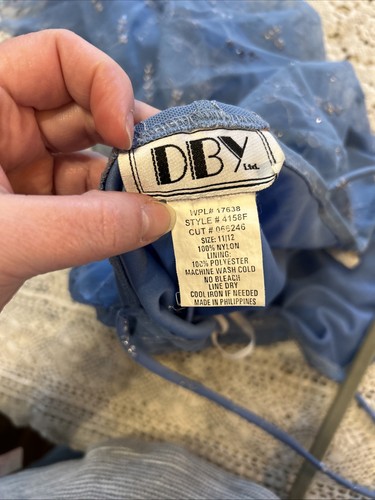 DBY Ltd.
WPL# 17638
STYLE # 4158F
CUT # 066246
SIZE: 11/12
100% NYLON
LINING:
100% POLYESTER
MACHINE WASH COLD
NO BLEACH
LINE DRY
COOL IRON IF NEEDED
MADE IN PHILIPPINES